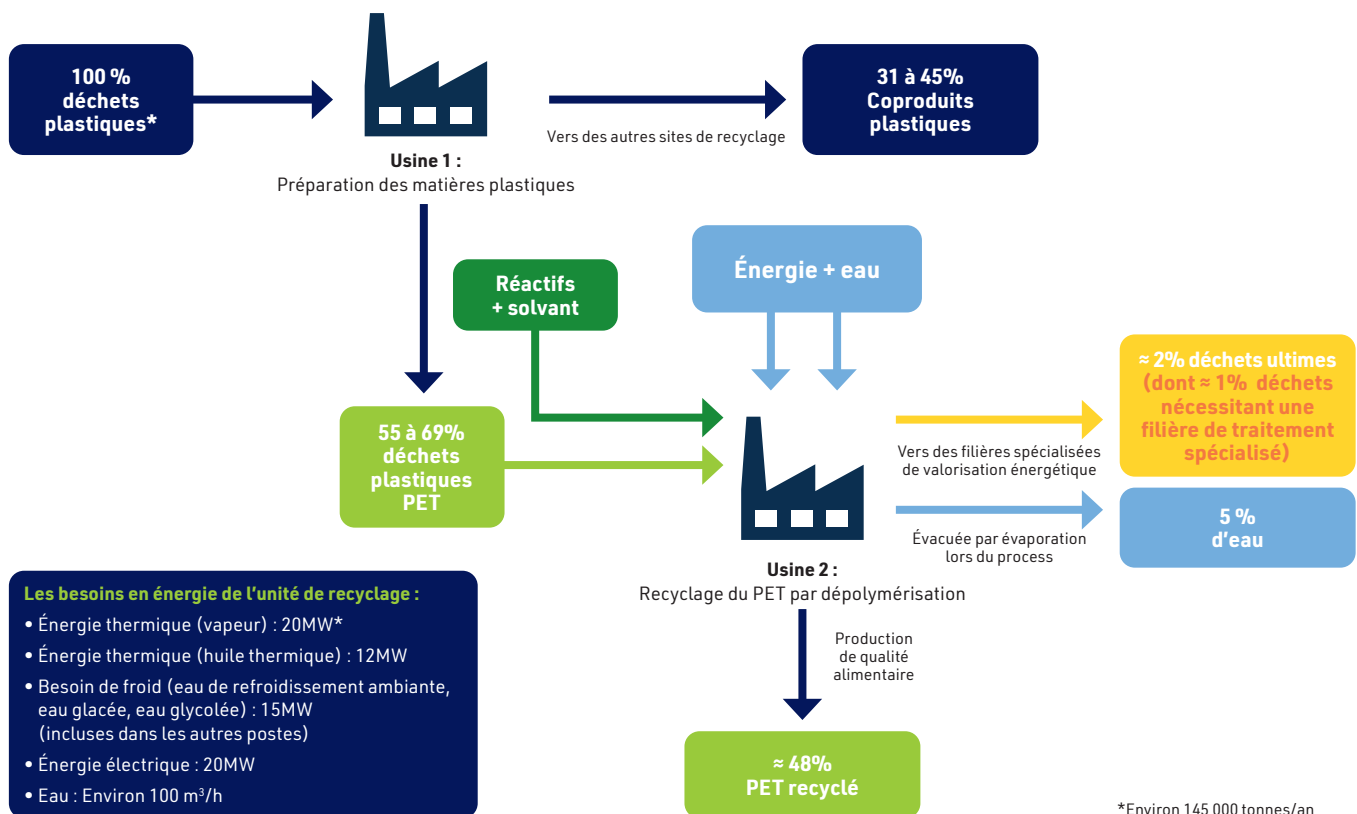 100 %
déchets
plastiques*
Usine 1 :
Préparation des matières plastiques
Vers des autres sites de recyclage
31 à 45%
Coproduits
plastiques
Réactifs
+ solvant
Énergie + eau
55 à 69%
déchets
plastiques
PET
Usine 2 :
Recyclage du PET par dépolymérisation
Vers des filières spécialisées
de valorisation énergétique
≈ 2% déchets ultimes
(dont ≈ 1% déchets
nécessitant une
filière de traitement
spécialisé)
Évacuée par évaporation
lors du process
5 %
d'eau
Production
de qualité
alimentaire
≈ 48%
PET recyclé
Les besoins en énergie de l'unité de recyclage :
• Énergie thermique (vapeur) : 20MW*
• Énergie thermique (huile thermique) : 12MW
• Besoin de froid (eau de refroidissement ambiante,
eau glacée, eau glycolée) : 15MW
(incluses dans les autres postes)
• Énergie électrique : 20MW
• Eau : Environ 100 m³/h
*Environ 145 000 tonnes/an